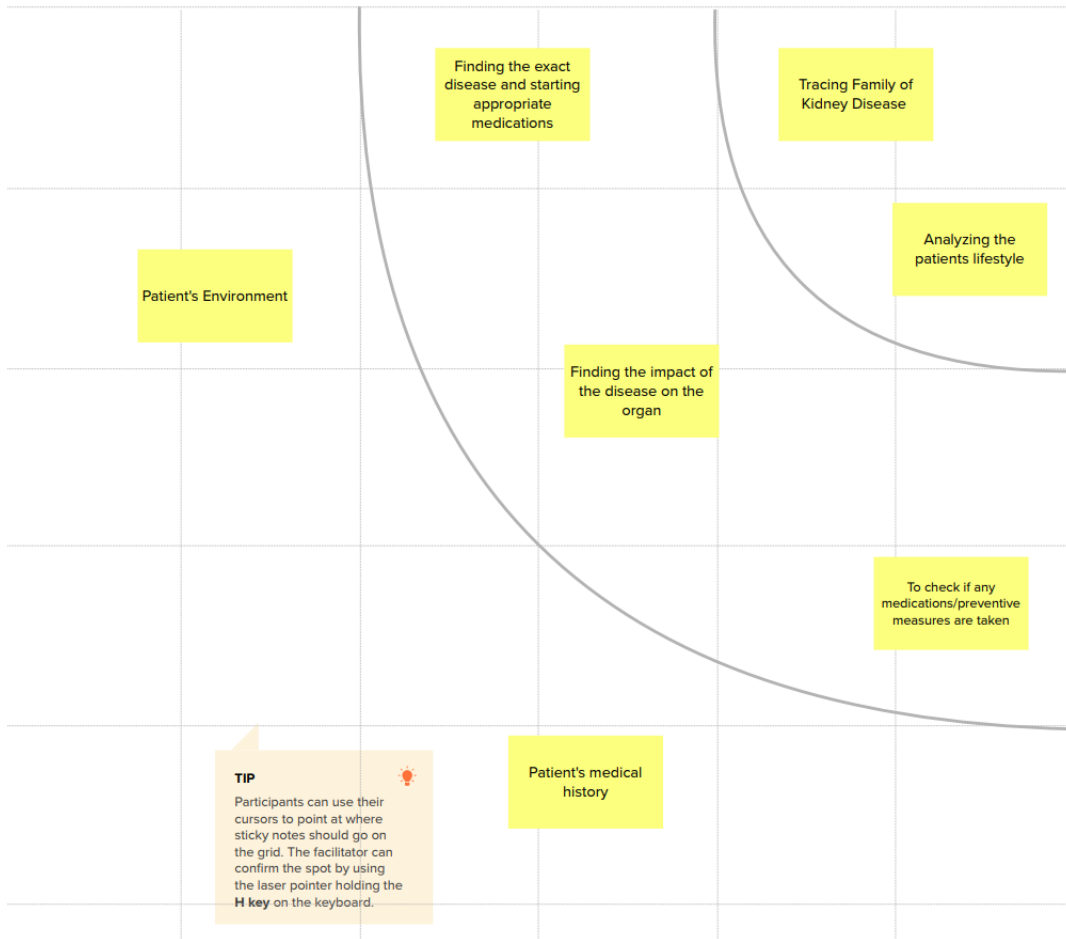 Finding the exact
disease and starting
appropriate
medications
Tracing Family of
Kidney Disease
Analyzing the
patients lifestyle
Patient's Environment
Finding the impact of
the disease on the
organ
To check if any
medications/preventive
measures are taken
Patient's medical
history
TIP
Participants can use their
cursors to point at where
sticky notes should go on
the grid. The facilitator can
confirm the spot by using
the laser pointer holding the
H key on the keyboard.